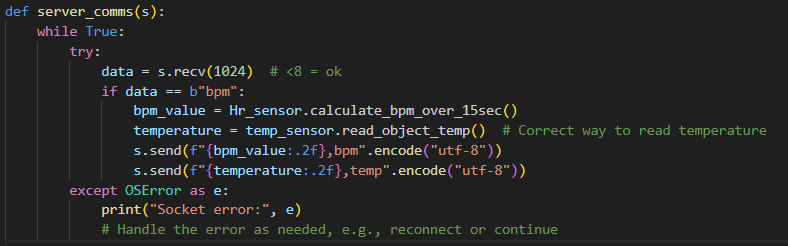 def server_comms(s):
    while True:
        try:
            data = s.recv(1024)  # <8 = ok
            if data == b"bpm":
                bpm_value = Hr_sensor.calculate_bpm_over_15sec()
                temperature = temp_sensor.read_object_temp()  # Correct way to read temperature
                s.send(f"{bpm_value:.2f},bpm".encode("utf-8"))
                s.send(f"{temperature:.2f},temp".encode("utf-8"))
        except OSError as e:
            print("Socket error:", e)
            # Handle the error as needed, e.g., reconnect or continue